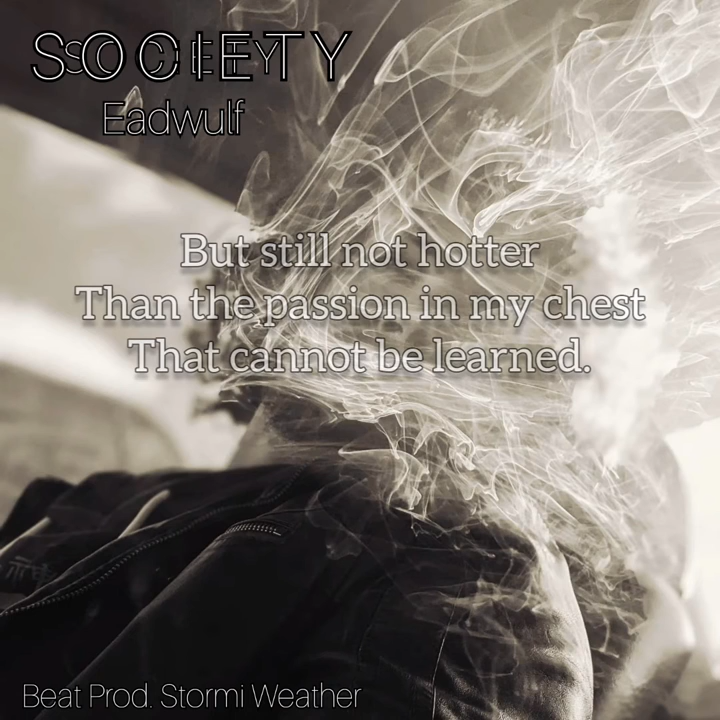 SOCIETY
Eadwulf
But still not hotter
Than the passion in my chest
That cannot be learned.
Beat Prod. Stormi Weather